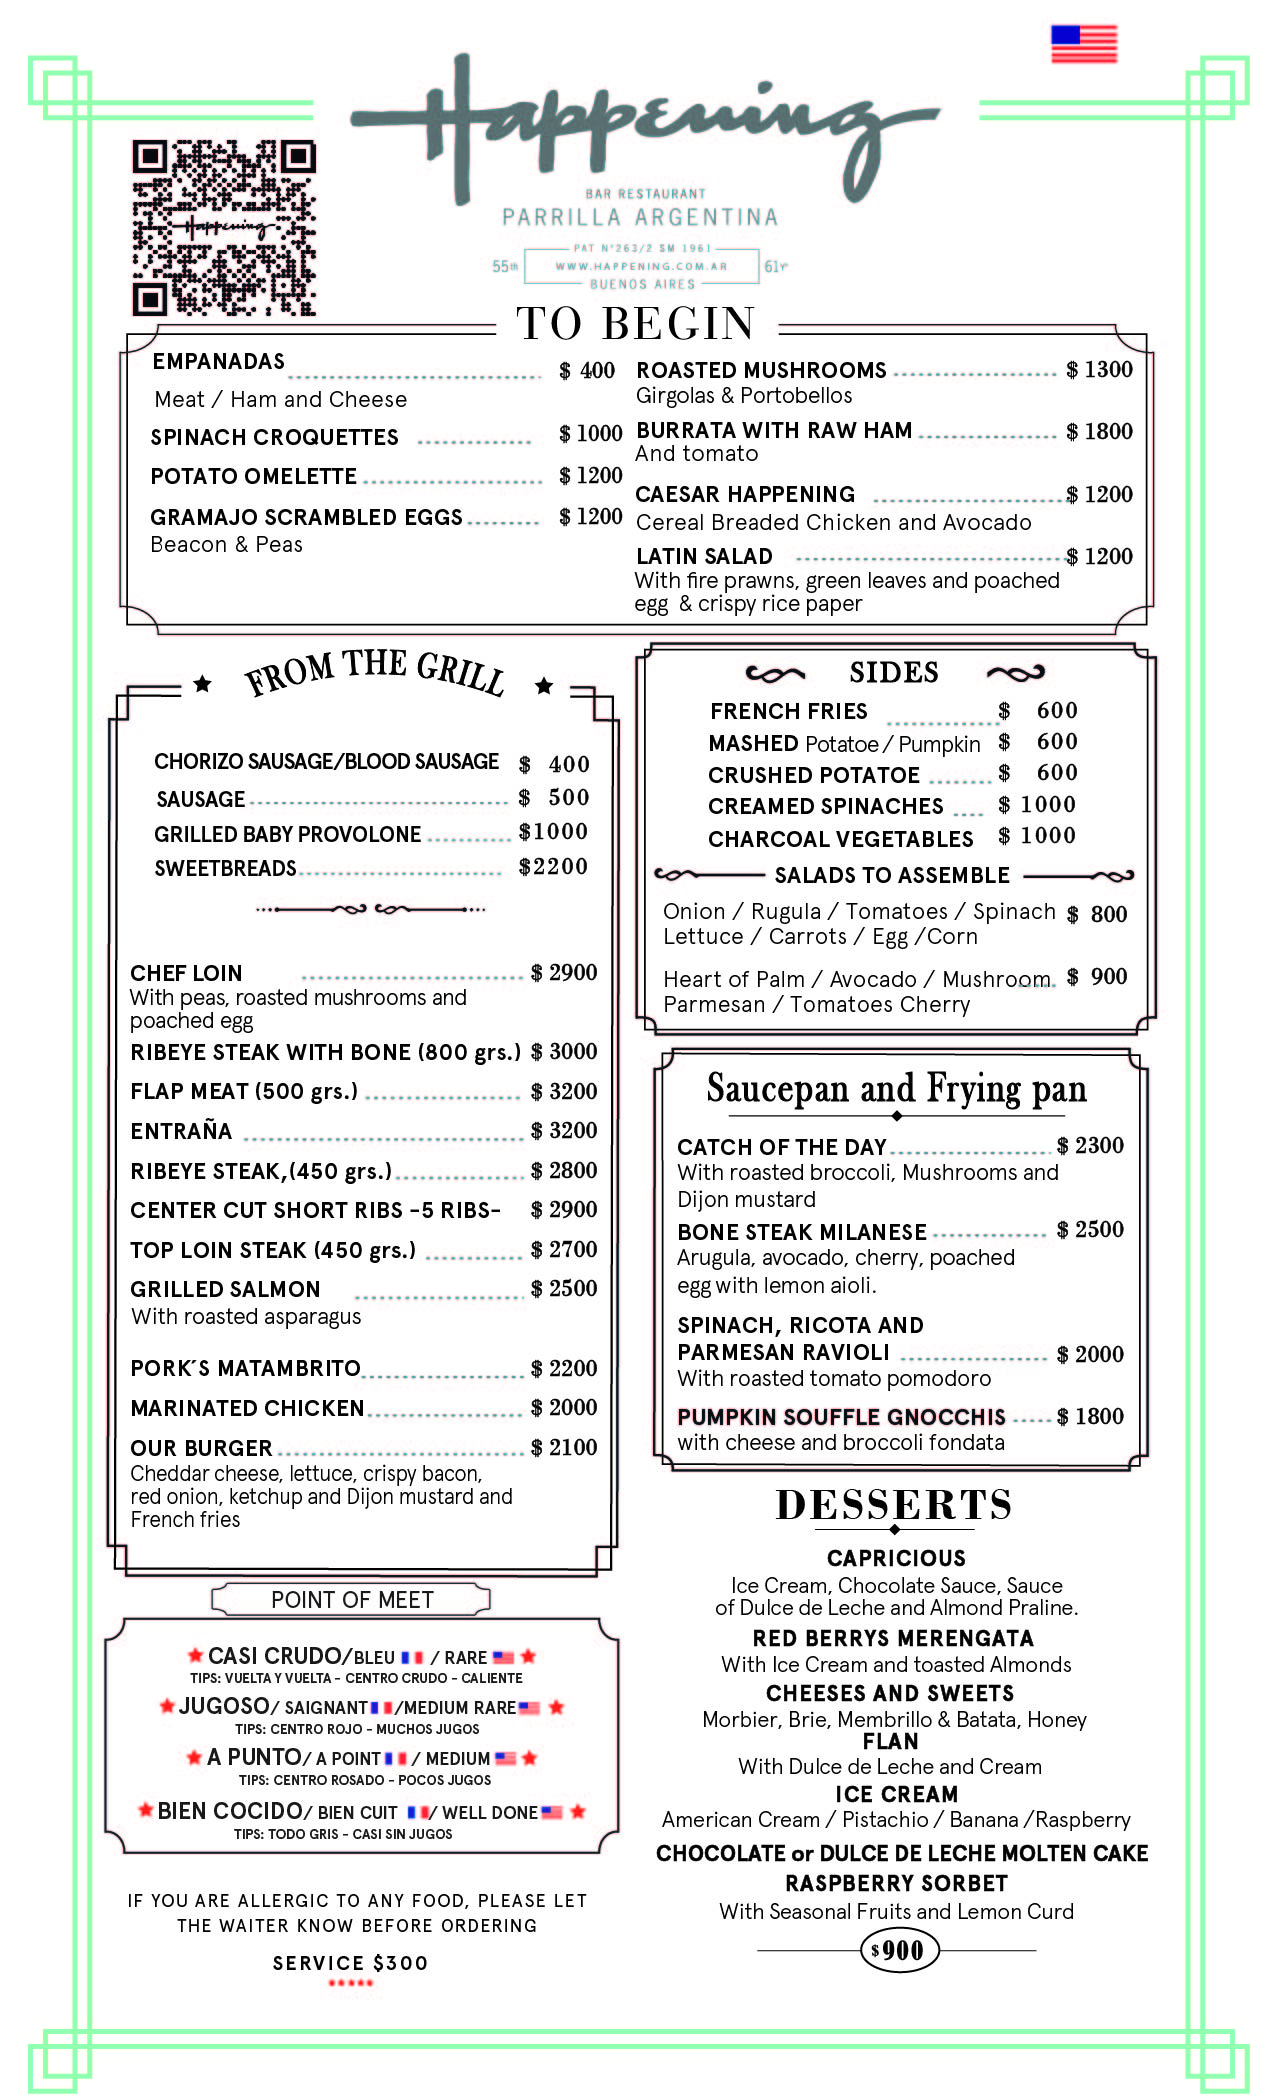 Happening
BAR RESTAURANT
PARRILLA ARGENTINA
PAT N°263/2 SM 1961
55th WWW.HAPPENING.COM.AR 61Yº
BUENOS AIRES
Happening
TO BEGIN
EMPANADAS $ 400
Meat / Ham and Cheese
SPINACH CROQUETTES $ 1000
POTATO OMELETTE $ 1200
GRAMAJO SCRAMBLED EGGS $ 1200
Beacon & Peas
ROASTED MUSHROOMS $ 1300
Girgolas & Portobellos
BURRATA WITH RAW HAM $ 1800
And tomato
CAESAR HAPPENING $ 1200
Cereal Breaded Chicken and Avocado
LATIN SALAD $ 1200
With fire prawns, green leaves and poached
egg & crispy rice paper
FROM THE GRILL
CHORIZO SAUSAGE/BLOOD SAUSAGE $ 400
SAUSAGE $ 500
GRILLED BABY PROVOLONE $1000
SWEETBREADS $2200
CHEF LOIN $ 2900
With peas, roasted mushrooms and
poached egg
RIBEYE STEAK WITH BONE (800 grs.) $ 3000
FLAP MEAT (500 grs.) $ 3200
ENTRAÑA $ 3200
RIBEYE STEAK,(450 grs.) $ 2800
CENTER CUT SHORT RIBS -5 RIBS- $ 2900
TOP LOIN STEAK (450 grs.) $ 2700
GRILLED SALMON $ 2500
With roasted asparagus
PORK´S MATAMBRITO $ 2200
MARINATED CHICKEN $ 2000
OUR BURGER $ 2100
Cheddar cheese, lettuce, crispy bacon,
red onion, ketchup and Dijon mustard and
French fries
POINT OF MEET
CASI CRUDO/BLEU / RARE
TIPS: VUELTA Y VUELTA - CENTRO CRUDO - CALIENTE
JUGOSO/ SAIGNANT /MEDIUM RARE
TIPS: CENTRO ROJO - MUCHOS JUGOS
A PUNTO/ A POINT / MEDIUM
TIPS: CENTRO ROSADO - POCOS JUGOS
BIEN COCIDO/ BIEN CUIT / WELL DONE
TIPS: TODO GRIS - CASI SIN JUGOS
IF YOU ARE ALLERGIC TO ANY FOOD, PLEASE LET
THE WAITER KNOW BEFORE ORDERING
SERVICE $300
SIDES
FRENCH FRIES $ 600
MASHED Potatoe / Pumpkin $ 600
CRUSHED POTATOE $ 600
CREAMED SPINACHES $ 1000
CHARCOAL VEGETABLES $ 1000
SALADS TO ASSEMBLE
Onion / Rugula / Tomatoes / Spinach $ 800
Lettuce / Carrots / Egg /Corn
Heart of Palm / Avocado / Mushroom $ 900
Parmesan / Tomatoes Cherry
Saucepan and Frying pan
CATCH OF THE DAY $ 2300
With roasted broccoli, Mushrooms and
Dijon mustard
BONE STEAK MILANESE $ 2500
Arugula, avocado, cherry, poached
egg with lemon aioli.
SPINACH, RICOTA AND
PARMESAN RAVIOLI $ 2000
With roasted tomato pomodoro
PUMPKIN SOUFFLE GNOCCHIS $ 1800
with cheese and broccoli fondata
DESSERTS
CAPRICIOUS
Ice Cream, Chocolate Sauce, Sauce
of Dulce de Leche and Almond Praline.
RED BERRYS MERENGATA
With Ice Cream and toasted Almonds
CHEESES AND SWEETS
Morbier, Brie, Membrillo & Batata, Honey
FLAN
With Dulce de Leche and Cream
ICE CREAM
American Cream / Pistachio / Banana /Raspberry
CHOCOLATE or DULCE DE LECHE MOLTEN CAKE
RASPBERRY SORBET
With Seasonal Fruits and Lemon Curd
$900